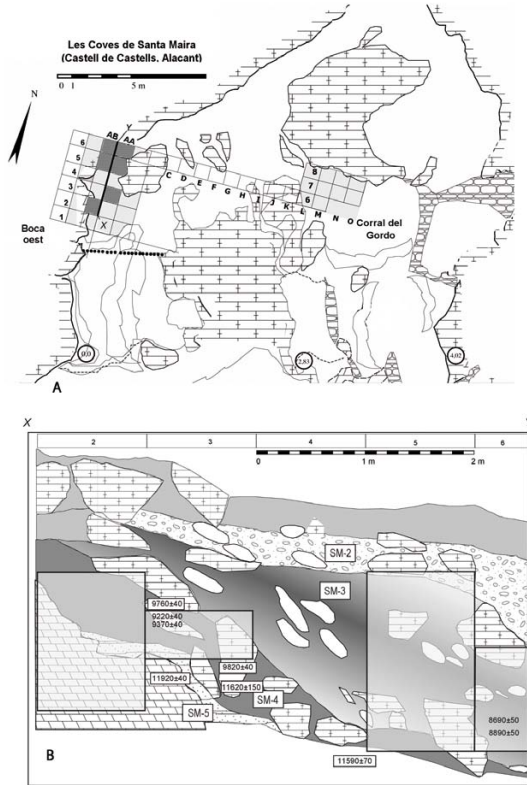 Les Coves de Santa Maira
(Castell de Castells. Alacant)
0 1 5 m
N
Y
AB AA
6
5
4
3
2
1
X
C D E F G H I J K L M N O
8
7
6
Boca
oest
Corral del
Gordo
0,0
2,83
4,02
A
X
2 3 4 5 6
0 1 m 2 m
SM-2
SM-3
9760±40
9220±40
9370±40
9820±40
11920±40
11620±150
SM-4
SM-5
8690±50
8890±50
11590±70
B